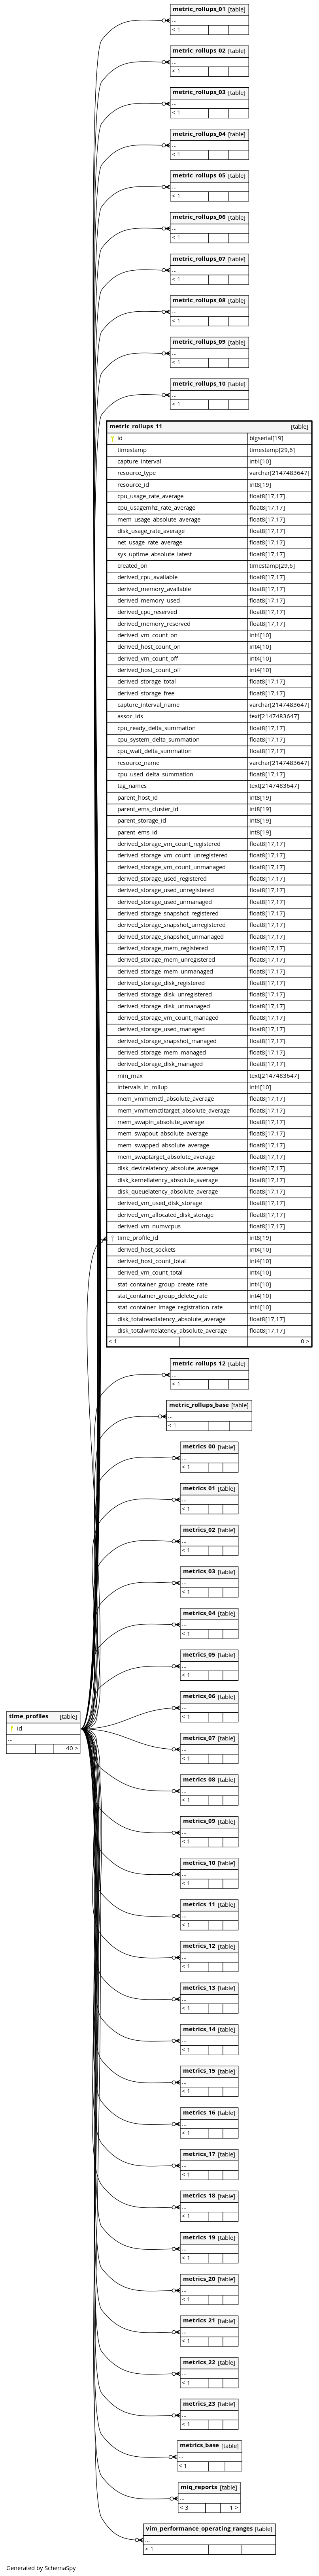 metric_rollups_01 [table]
...
< 1
metric_rollups_02 [table]
...
< 1
metric_rollups_03 [table]
...
< 1
metric_rollups_04 [table]
...
< 1
metric_rollups_05 [table]
...
< 1
metric_rollups_06 [table]
...
< 1
metric_rollups_07 [table]
...
< 1
metric_rollups_08 [table]
...
< 1
metric_rollups_09 [table]
...
< 1
metric_rollups_10 [table]
...
< 1
metric_rollups_11 [table]
id bigserial[19]
timestamp timestamp[29,6]
capture_interval int4[10]
resource_type varchar[2147483647]
resource_id int8[19]
cpu_usage_rate_average float8[17,17]
cpu_usagemhz_rate_average float8[17,17]
mem_usage_absolute_average float8[17,17]
disk_usage_rate_average float8[17,17]
net_usage_rate_average float8[17,17]
sys_uptime_absolute_latest float8[17,17]
created_on timestamp[29,6]
derived_cpu_available float8[17,17]
derived_memory_available float8[17,17]
derived_memory_used float8[17,17]
derived_cpu_reserved float8[17,17]
derived_memory_reserved float8[17,17]
derived_vm_count_on int4[10]
derived_host_count_on int4[10]
derived_vm_count_off int4[10]
derived_host_count_off int4[10]
derived_storage_total float8[17,17]
derived_storage_free float8[17,17]
capture_interval_name varchar[2147483647]
assoc_ids text[2147483647]
cpu_ready_delta_summation float8[17,17]
cpu_system_delta_summation float8[17,17]
cpu_wait_delta_summation float8[17,17]
resource_name varchar[2147483647]
cpu_used_delta_summation float8[17,17]
tag_names text[2147483647]
parent_host_id int8[19]
parent_ems_cluster_id int8[19]
parent_storage_id int8[19]
parent_ems_id int8[19]
derived_storage_vm_count_registered float8[17,17]
derived_storage_vm_count_unregistered float8[17,17]
derived_storage_vm_count_unmanaged float8[17,17]
derived_storage_used_registered float8[17,17]
derived_storage_used_unregistered float8[17,17]
derived_storage_used_unmanaged float8[17,17]
derived_storage_snapshot_registered float8[17,17]
derived_storage_snapshot_unregistered float8[17,17]
derived_storage_snapshot_unmanaged float8[17,17]
derived_storage_mem_registered float8[17,17]
derived_storage_mem_unregistered float8[17,17]
derived_storage_mem_unmanaged float8[17,17]
derived_storage_disk_registered float8[17,17]
derived_storage_disk_unregistered float8[17,17]
derived_storage_disk_unmanaged float8[17,17]
derived_storage_vm_count_managed float8[17,17]
derived_storage_used_managed float8[17,17]
derived_storage_snapshot_managed float8[17,17]
derived_storage_mem_managed float8[17,17]
derived_storage_disk_managed float8[17,17]
min_max text[2147483647]
intervals_in_rollup int4[10]
mem_vmmemctl_absolute_average float8[17,17]
mem_vmmemctltarget_absolute_average float8[17,17]
mem_swapin_absolute_average float8[17,17]
mem_swapout_absolute_average float8[17,17]
mem_swapped_absolute_average float8[17,17]
mem_swaptarget_absolute_average float8[17,17]
disk_devicelatency_absolute_average float8[17,17]
disk_kernellatency_absolute_average float8[17,17]
disk_queuelatency_absolute_average float8[17,17]
derived_vm_used_disk_storage float8[17,17]
derived_vm_allocated_disk_storage float8[17,17]
derived_vm_numvcpus float8[17,17]
time_profile_id int8[19]
derived_host_sockets int4[10]
derived_host_count_total int4[10]
derived_vm_count_total int4[10]
stat_container_group_create_rate int4[10]
stat_container_group_delete_rate int4[10]
stat_container_image_registration_rate int4[10]
disk_totalreadlatency_absolute_average float8[17,17]
disk_totalwritelatency_absolute_average float8[17,17]
< 1 0 >
metric_rollups_12 [table]
...
< 1
metric_rollups_base [table]
...
< 1
metrics_00 [table]
...
< 1
metrics_01 [table]
...
< 1
metrics_02 [table]
...
< 1
metrics_03 [table]
...
< 1
metrics_04 [table]
...
< 1
metrics_05 [table]
...
< 1
metrics_06 [table]
...
< 1
time_profiles [table]
id
...
40 >
metrics_07 [table]
...
< 1
metrics_08 [table]
...
< 1
metrics_09 [table]
...
< 1
metrics_10 [table]
...
< 1
metrics_11 [table]
...
< 1
metrics_12 [table]
...
< 1
metrics_13 [table]
...
< 1
metrics_14 [table]
...
< 1
metrics_15 [table]
...
< 1
metrics_16 [table]
...
< 1
metrics_17 [table]
...
< 1
metrics_18 [table]
...
< 1
metrics_19 [table]
...
< 1
metrics_20 [table]
...
< 1
metrics_21 [table]
...
< 1
metrics_22 [table]
...
< 1
metrics_23 [table]
...
< 1
metrics_base [table]
...
< 1
miq_reports [table]
...
< 3 1 >
vim_performance_operating_ranges [table]
...
< 1
Generated by SchemaSpy